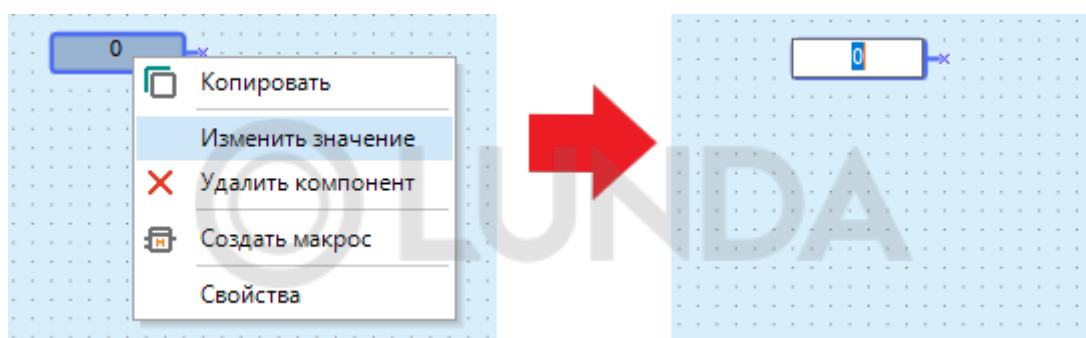 0
Копировать
Изменить значение
Удалить компонент
Создать макрос
Свойства
0
LUNDA